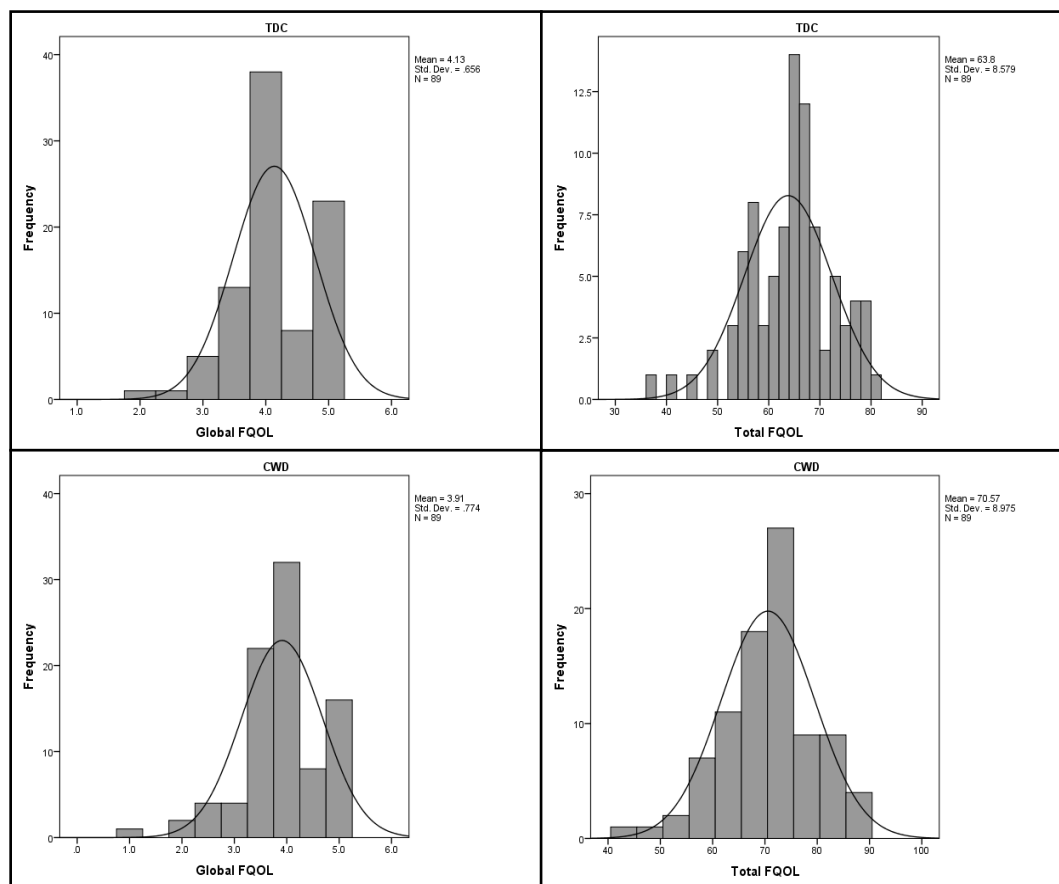 TDC
Mean = 4.13
Std. Dev. = .656
N = 89
40
30
20
10
0
Frequency
1.0 2.0 3.0 4.0 5.0 6.0
Global FQOL
TDC
Mean = 63.8
Std. Dev. = 8.579
N = 89
12.5
10.0
7.5
5.0
2.5
0.0
Frequency
30 40 50 60 70 80 90
Total FQOL
CWD
Mean = 3.91
Std. Dev. = .774
N = 89
40
30
20
10
0
Frequency
.0 1.0 2.0 3.0 4.0 5.0 6.0
Global FQOL
CWD
Mean = 70.57
Std. Dev. = 8.975
N = 89
30
20
10
0
Frequency
40 50 60 70 80 90 100
Total FQOL